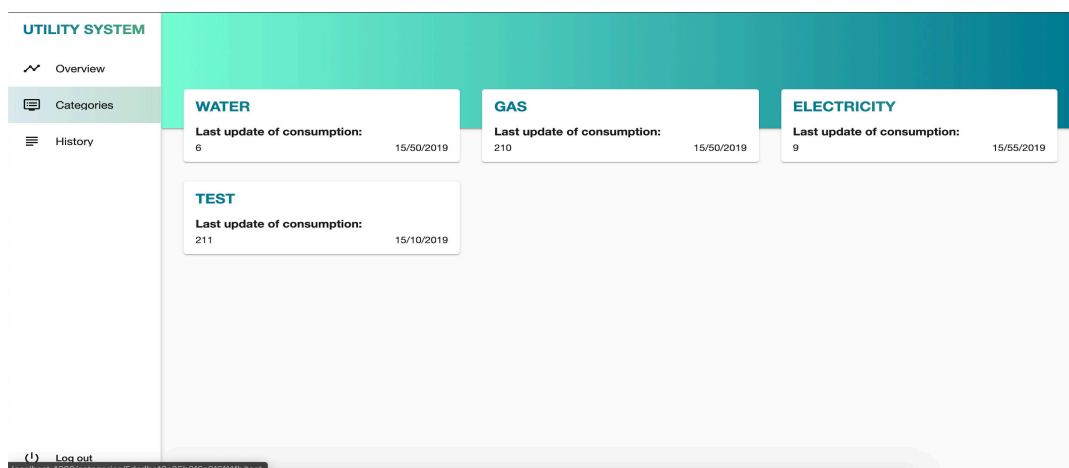 UTILITY SYSTEM
Overview
Categories
History
WATER
Last update of consumption:
6 15/50/2019
GAS
Last update of consumption:
210 15/50/2019
ELECTRICITY
Last update of consumption:
9 15/55/2019
TEST
Last update of consumption:
211 15/10/2019
Log out